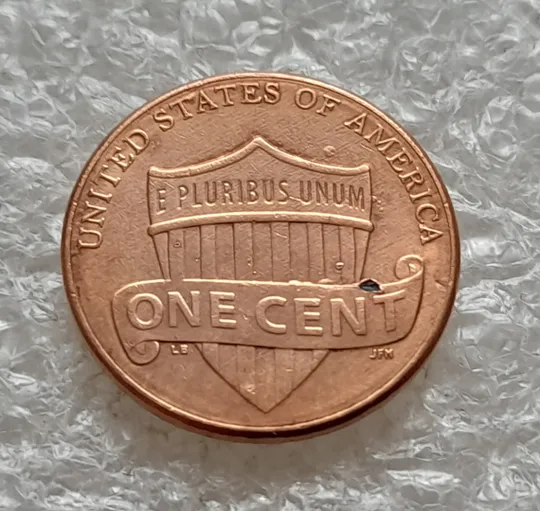 UNITED STATES OF AMERICA
E PLURIBUS UNUM
ONE CENT
LB JFM